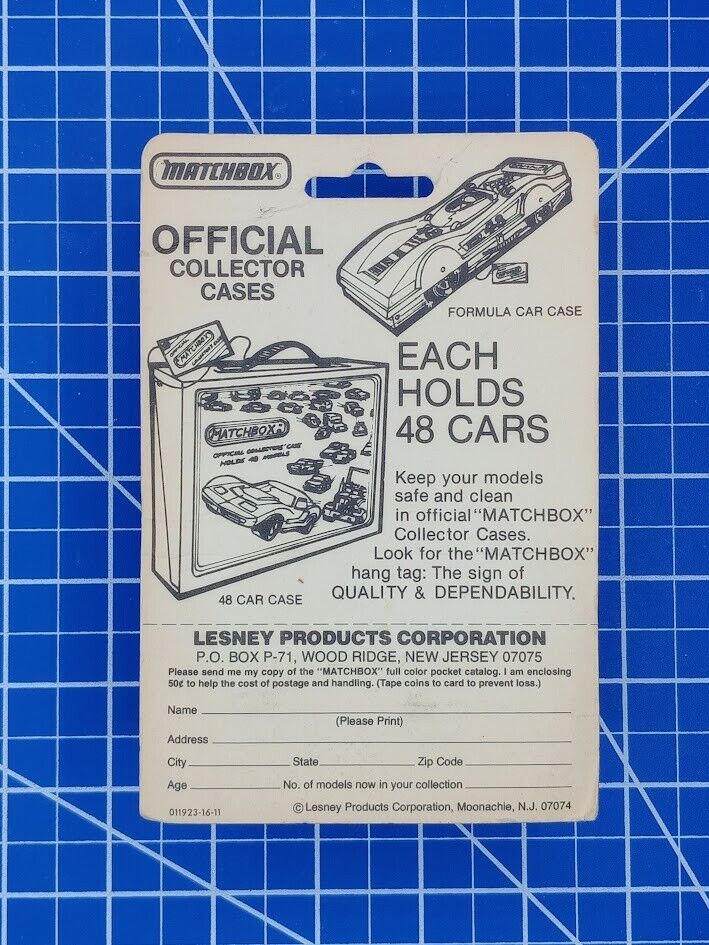 MATCHBOX®
OFFICIAL
COLLECTOR
CASES
FORMULA CAR CASE
MATCHBOX
EACH
HOLDS
48 CARS
MATCHBOX
OFFICIAL COLLECTORS' CASE
HOLDS 48 MODELS
Keep your models
safe and clean
in official "MATCHBOX"
Collector Cases.
Look for the "MATCHBOX"
hang tag: The sign of
QUALITY & DEPENDABILITY.
48 CAR CASE
LESNEY PRODUCTS CORPORATION
P.O. BOX P-71, WOOD RIDGE, NEW JERSEY 07075
Please send me my copy of the "MATCHBOX" full color pocket catalog. I am enclosing
50¢ to help the cost of postage and handling. (Tape coins to card to prevent loss.)
Name
(Please Print)
Address
City State Zip Code
Age No. of models now in your collection
011923-16-11 © Lesney Products Corporation, Moonachie, N.J. 07074